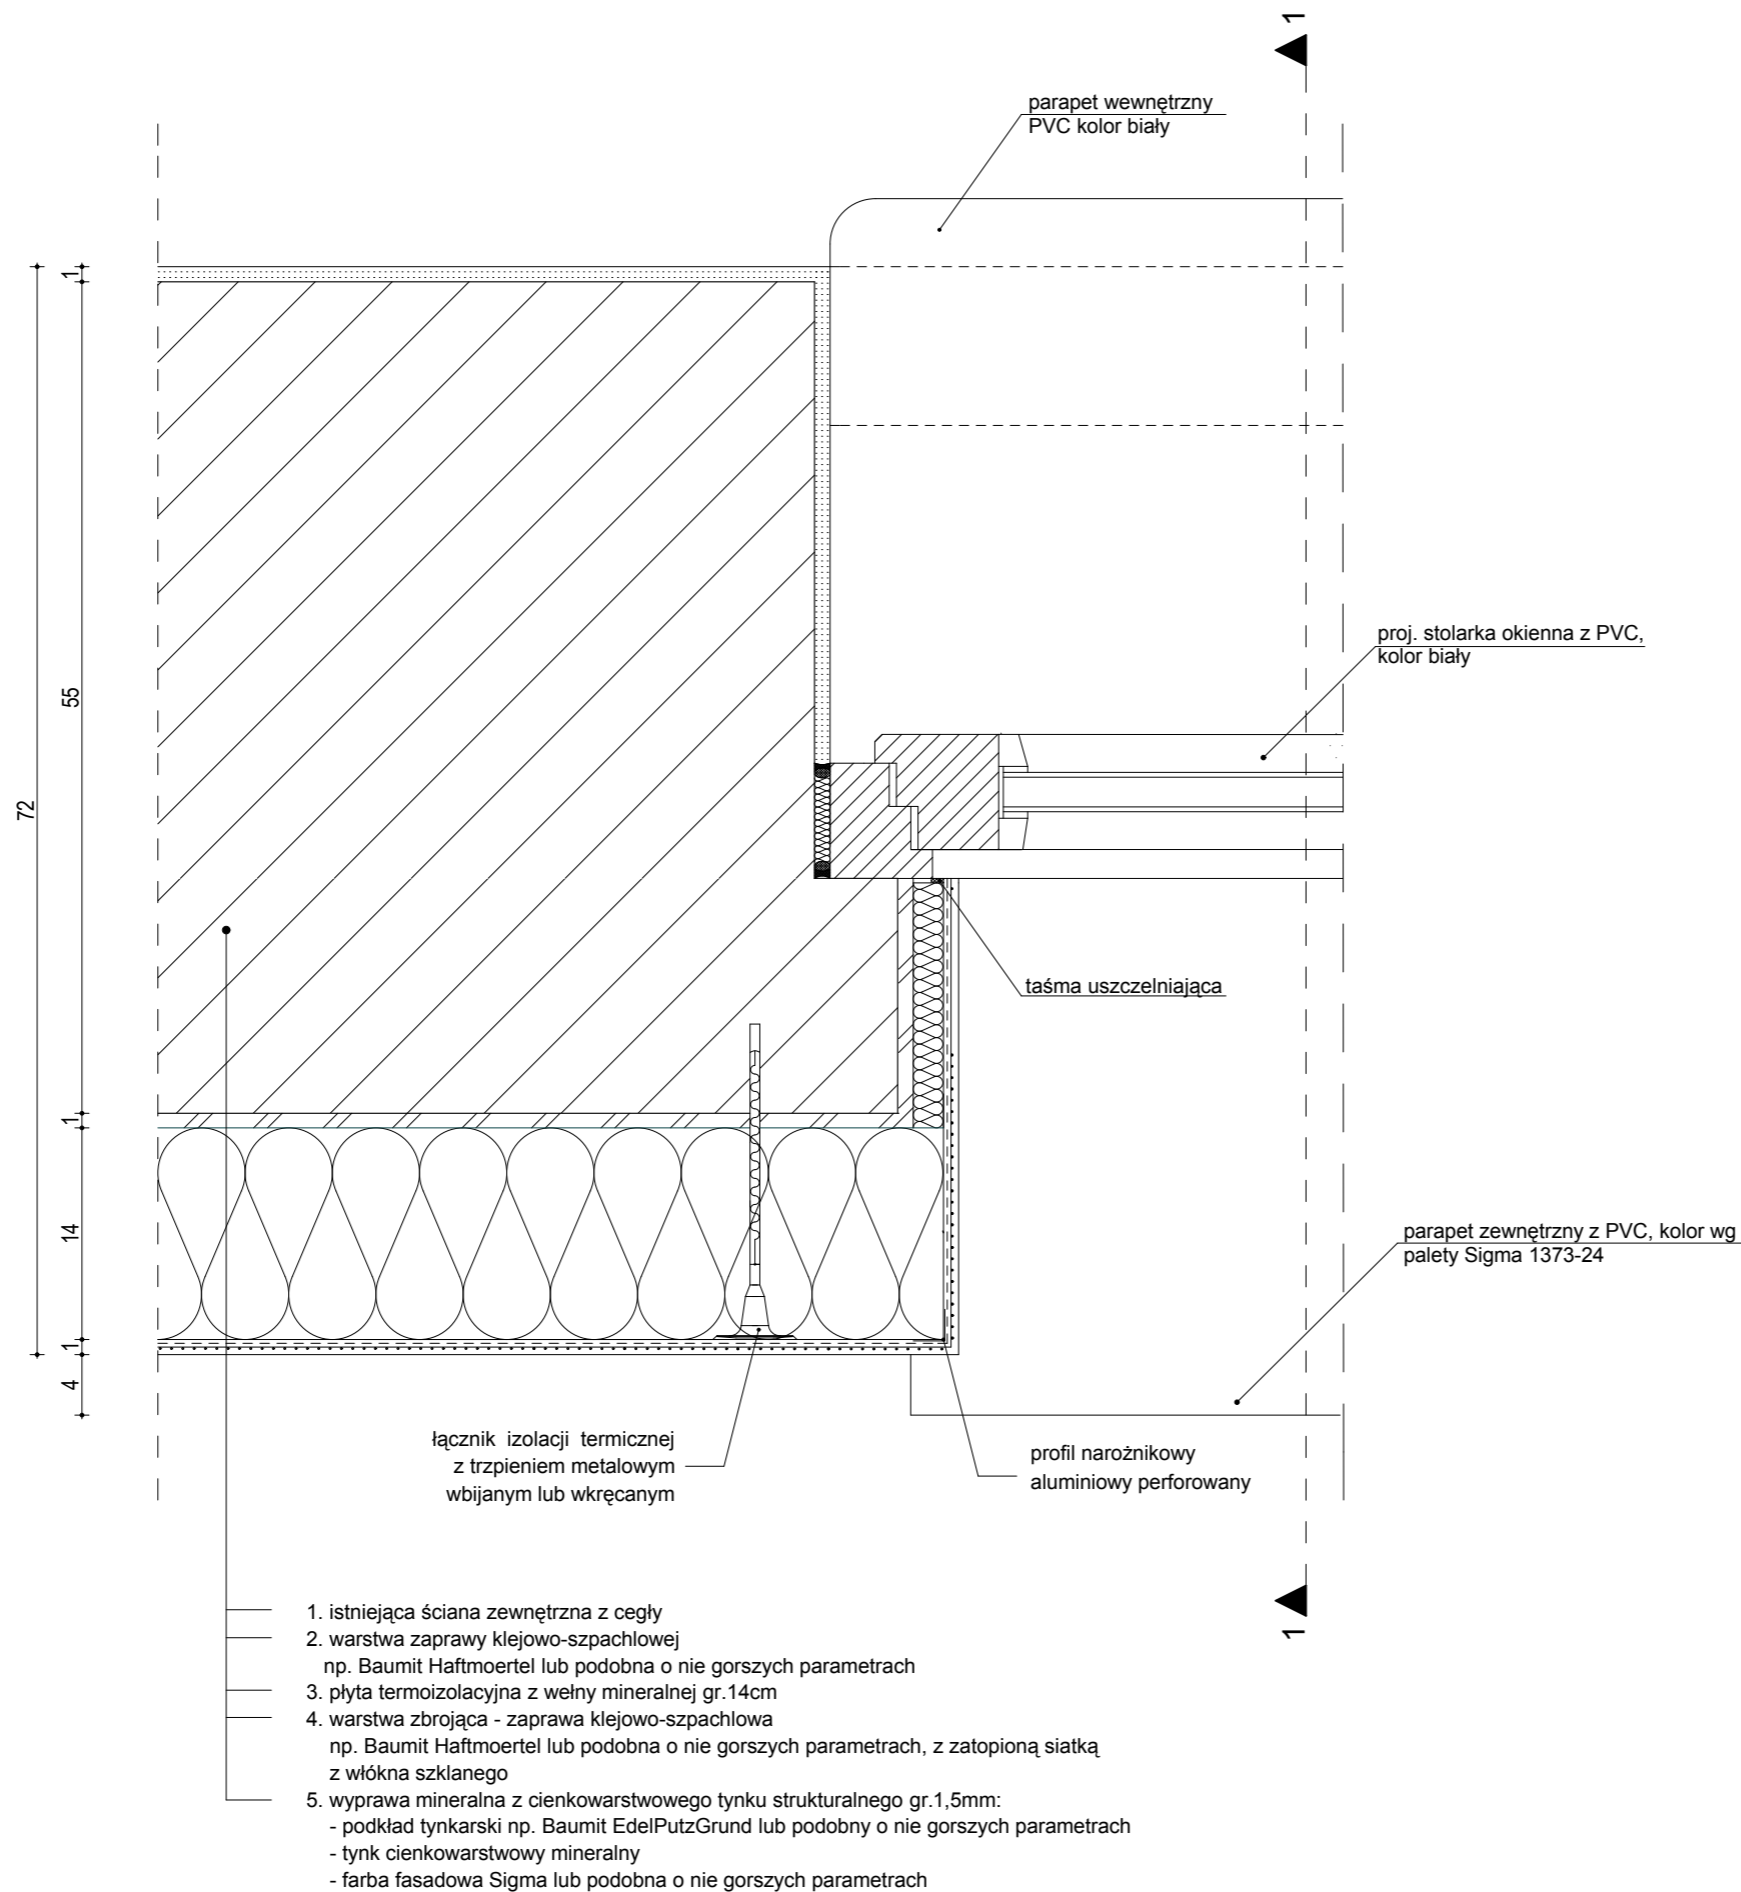 1
parapet wewnętrzny
PVC kolor biały
1
55
72
proj. stolarka okienna z PVC,
kolor biały
taśma uszczelniająca
1
14
parapet zewnętrzny z PVC, kolor wg
palety Sigma 1373-24
1
4
łącznik izolacji termicznej
z trzpieniem metalowym
wbijanym lub wkręcanym
profil narożnikowy
aluminiowy perforowany
1
1. istniejąca ściana zewnętrzna z cegły
2. warstwa zaprawy klejowo-szpachlowej
np. Baumit Haftmoertel lub podobna o nie gorszych parametrach
3. płyta termoizolacyjna z wełny mineralnej gr.14cm
4. warstwa zbrojąca - zaprawa klejowo-szpachlowa
np. Baumit Haftmoertel lub podobna o nie gorszych parametrach, z zatopioną siatką
z włókna szklanego
5. wyprawa mineralna z cienkowarstwowego tynku strukturalnego gr.1,5mm:
- podkład tynkarski np. Baumit EdelPutzGrund lub podobny o nie gorszych parametrach
- tynk cienkowarstwowy mineralny
- farba fasadowa Sigma lub podobna o nie gorszych parametrach